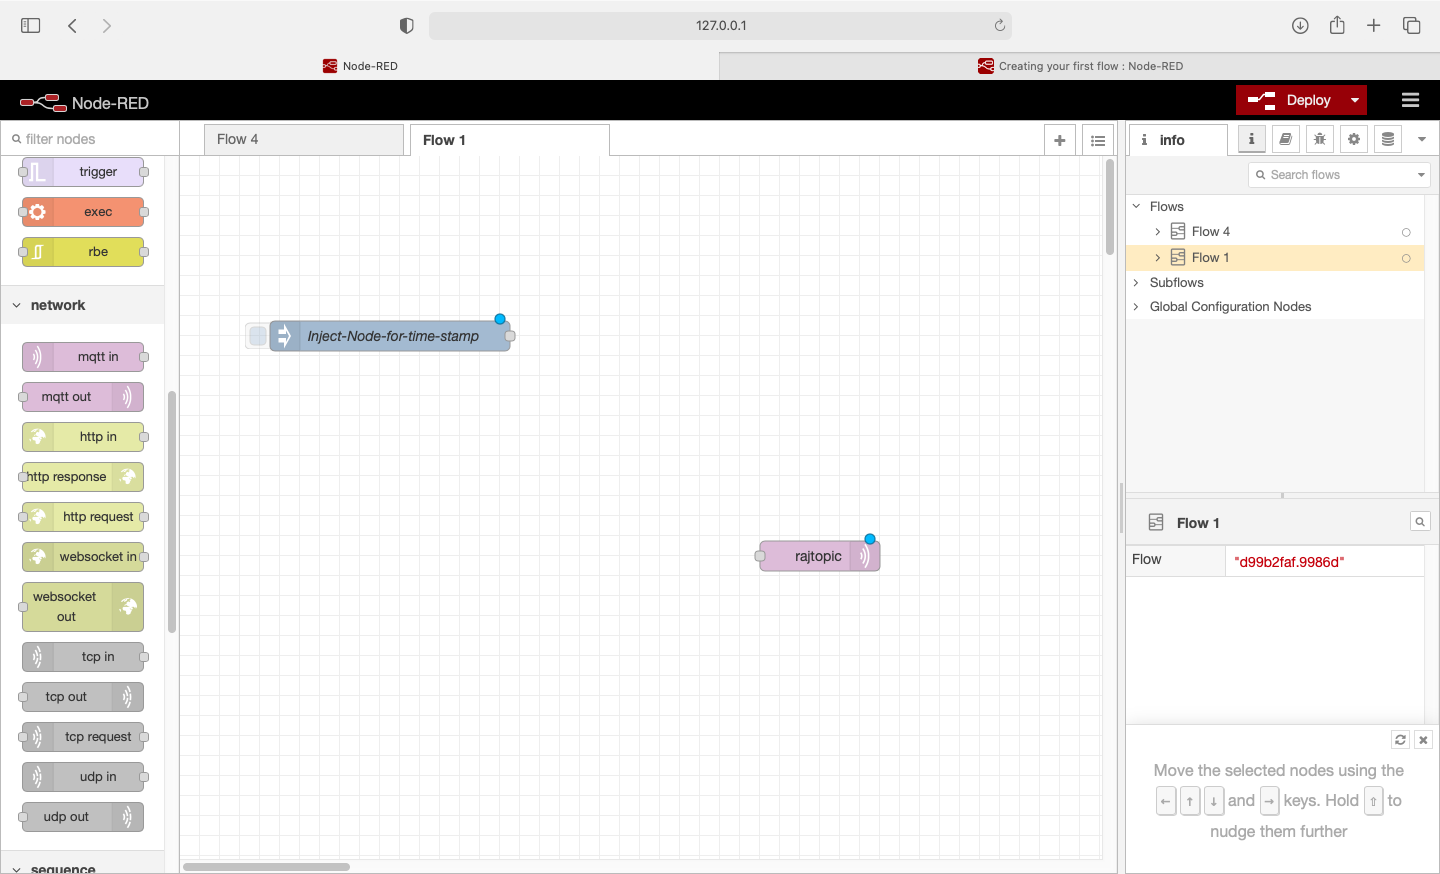 127.0.0.1
Node-RED
Creating your first flow : Node-RED
Node-RED
Deploy
filter nodes
trigger
exec
rbe
network
mqtt in
mqtt out
http in
http response
http request
websocket in
websocket
out
tcp in
tcp out
tcp request
udp in
udp out
sequence
Flow 4
Flow 1
Inject-Node-for-time-stamp
rajtopic
i info
i
Search flows
Flows
Flow 4
Flow 1
Subflows
Global Configuration Nodes
Flow 1
Flow "d99b2faf.9986d"
Move the selected nodes using the
← ↑ ↓ and → keys. Hold ⇧ to
nudge them further